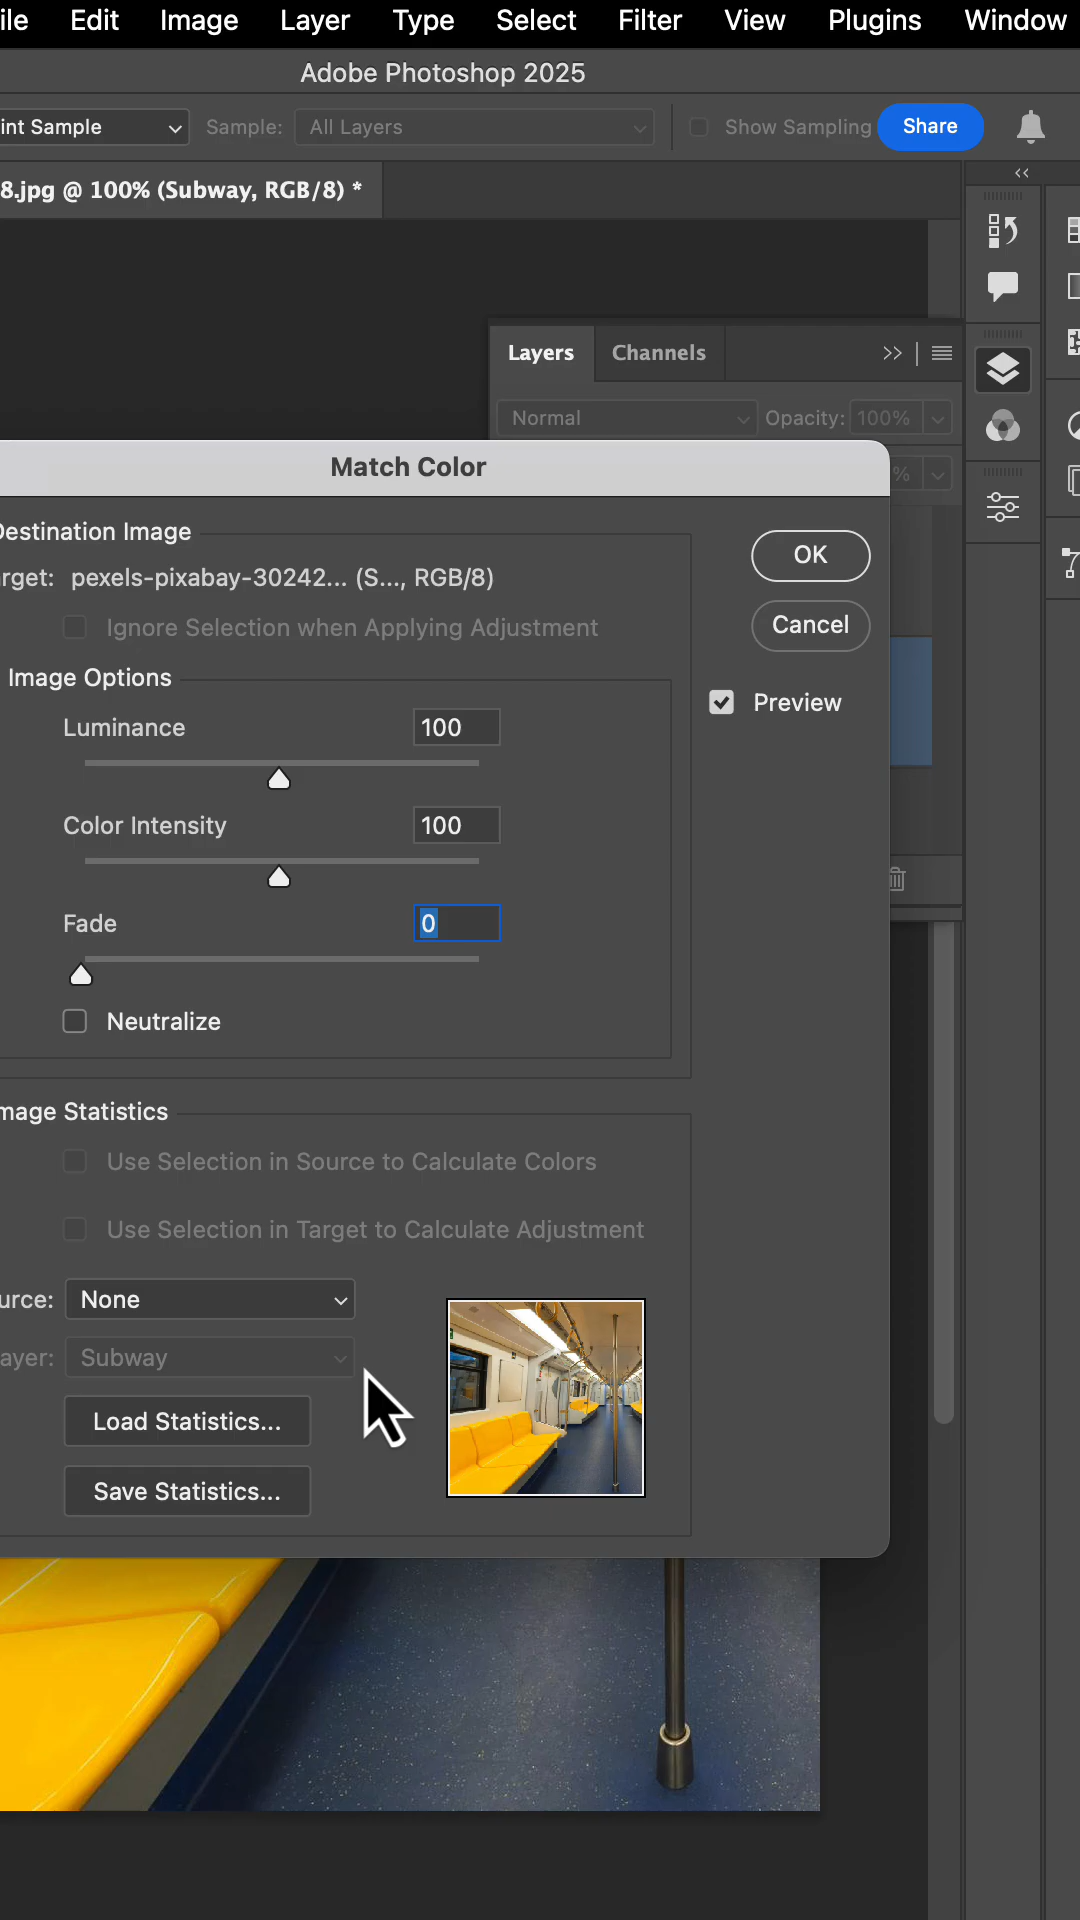 ile Edit Image Layer Type Select Filter View Plugins Window
Adobe Photoshop 2025
int Sample Sample: All Layers Show Sampling Share
8.jpg @ 100% (Subway, RGB/8) *
Layers Channels
Normal Opacity: 100%
%
Match Color
Destination Image
rget: pexels-pixabay-30242... (S..., RGB/8)
OK
Ignore Selection when Applying Adjustment
Cancel
Image Options
Preview
Luminance 100
Color Intensity 100
Fade 0
Neutralize
mage Statistics
Use Selection in Source to Calculate Colors
Use Selection in Target to Calculate Adjustment
urce: None
ayer: Subway
Load Statistics...
Save Statistics...